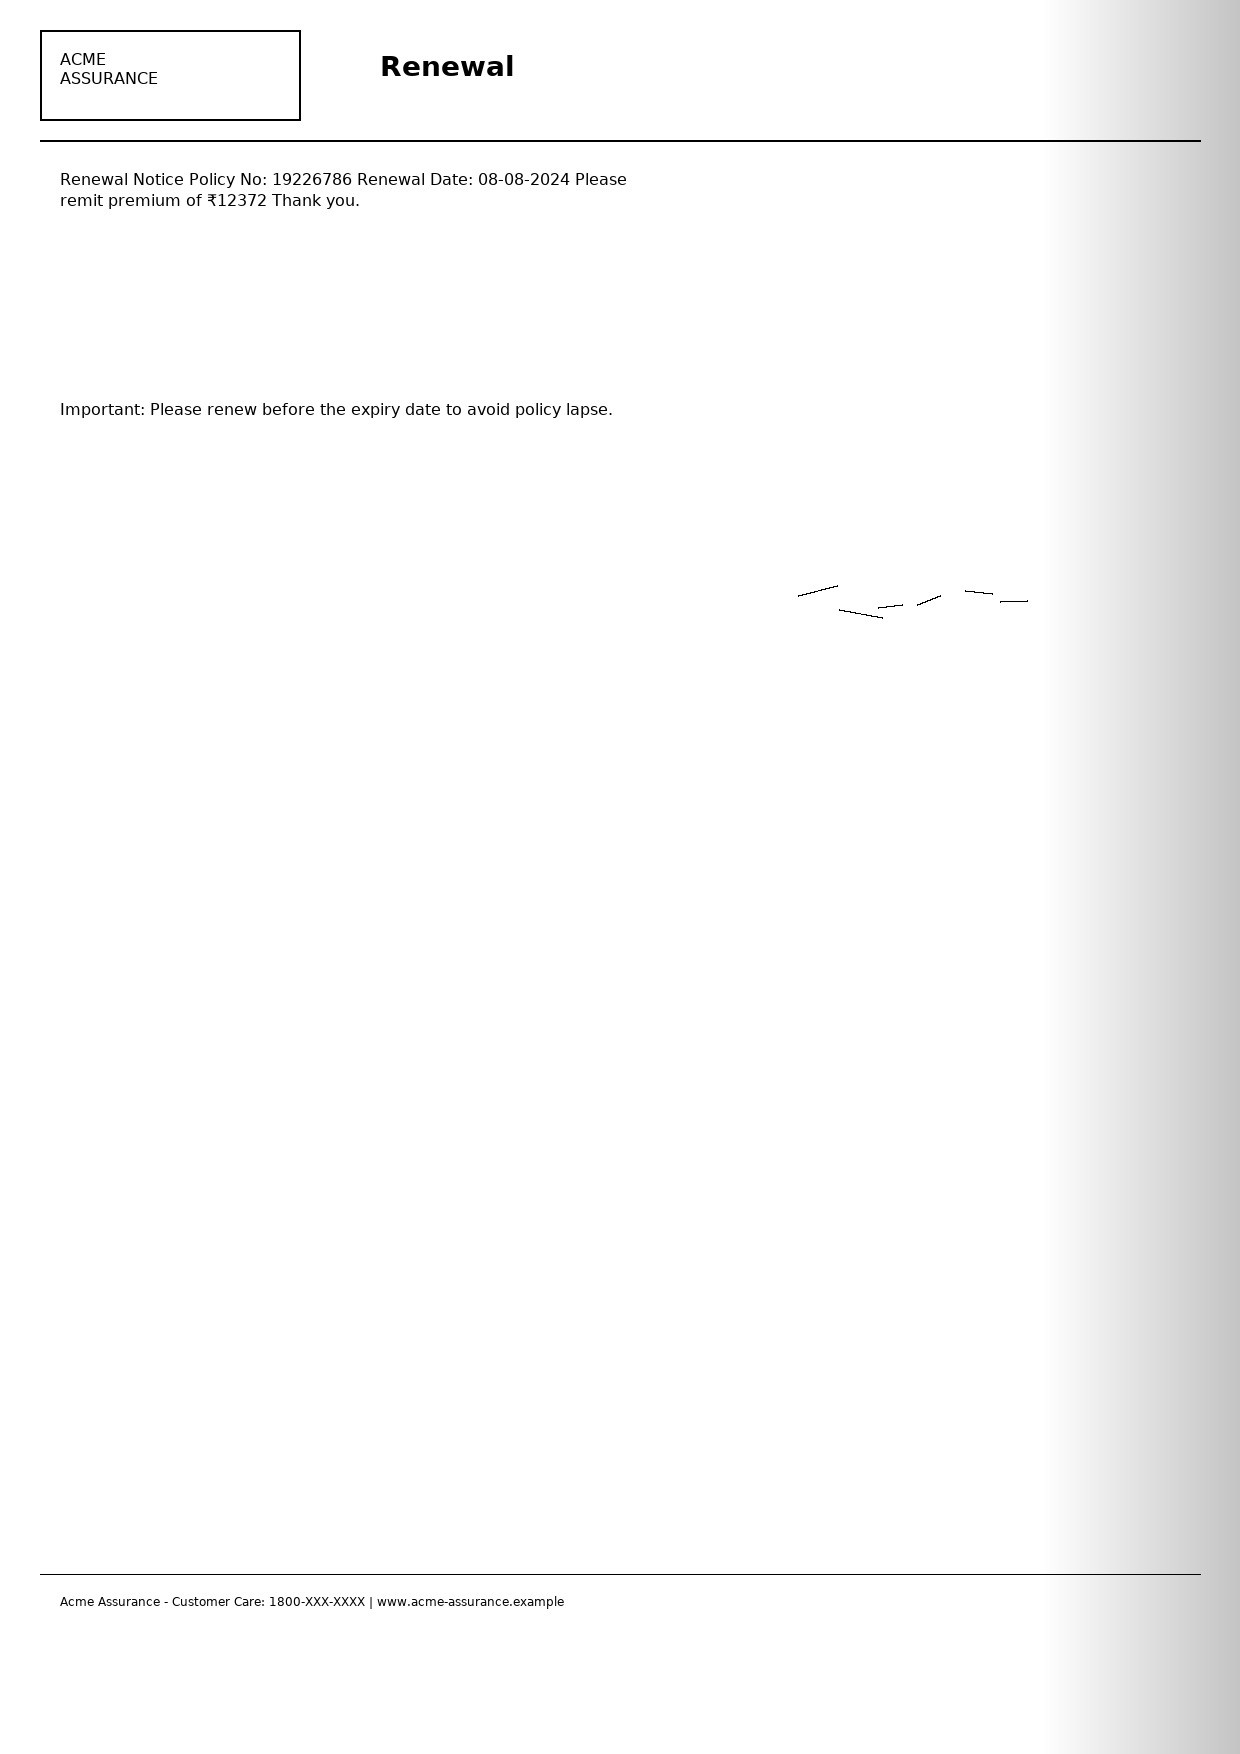 ACME
ASSURANCE
Renewal
Renewal Notice Policy No: 19226786 Renewal Date: 08-08-2024 Please
remit premium of ₹12372 Thank you.
Important: Please renew before the expiry date to avoid policy lapse.
Acme Assurance - Customer Care: 1800-XXX-XXXX | www.acme-assurance.example